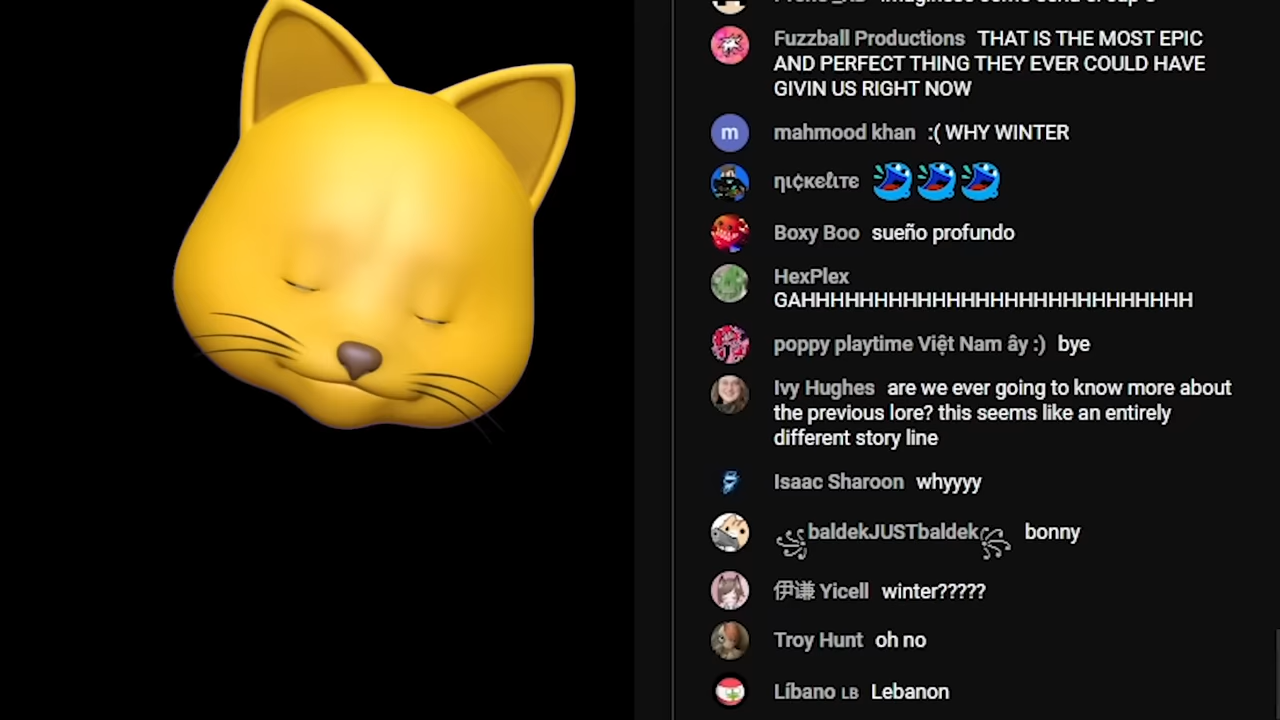 Fuzzball Productions THAT IS THE MOST EPIC
AND PERFECT THING THEY EVER COULD HAVE
GIVIN US RIGHT NOW
m
mahmood khan :( WHY WINTER
ηι¢кєℓιтє
Boxy Boo sueño profundo
HexPlex
GAHHHHHHHHHHHHHHHHHHHHHHHHHHH
poppy playtime Việt Nam ây :) bye
Ivy Hughes are we ever going to know more about
the previous lore? this seems like an entirely
different story line
Isaac Sharoon whyyyy
baldekJUSTbaldek bonny
伊谦 Yicell winter?????
Troy Hunt oh no
Líbano LB Lebanon